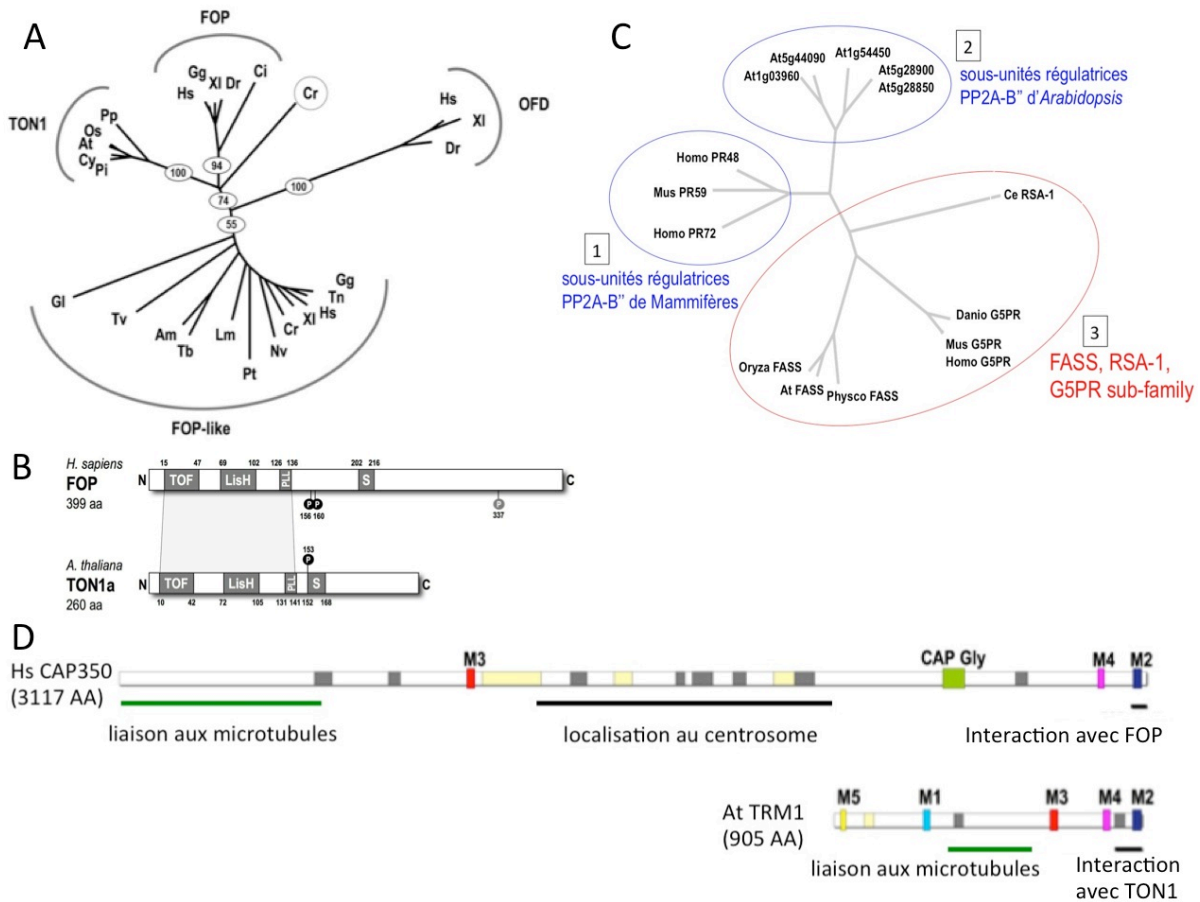 A
FOP
Gg Xl Dr Ci
Hs
Cr
TON1
Pp
Os
At
Cy Pi
Hs
Xl
Dr
OFD
100
94
74
100
55
Gl
Tv
Am
Tb
Lm
Pt
Nv
Cr
Xl
Hs
Tn
Gg
FOP-like
C
2
At5g44090
At1g54450
At1g03960
At5g28900
At5g28850
sous-unités régulatrices
PP2A-B’’ d’Arabidopsis
Homo PR48
Mus PR59
Homo PR72
1
sous-unités régulatrices
PP2A-B’’ de Mammifères
Ce RSA-1
Danio G5PR
Mus G5PR
Homo G5PR
Oryza FASS
At FASS
Physco FASS
3
FASS, RSA-1,
G5PR sub-family
B
H. sapiens
FOP
399 aa
15 47 69 102 126 136 202 216
N TOF LisH PLL S C
P P P
156 160 337
A. thaliana
TON1a
260 aa
153
P
N TOF LisH PLL S C
10 42 72 105 131 141 152 168
D
Hs CAP350
(3117 AA)
M3 CAP Gly M4 M2
liaison aux microtubules localisation au centrosome Interaction avec FOP
At TRM1
(905 AA)
M5 M1 M3 M4 M2
liaison aux microtubules
Interaction
avec TON1